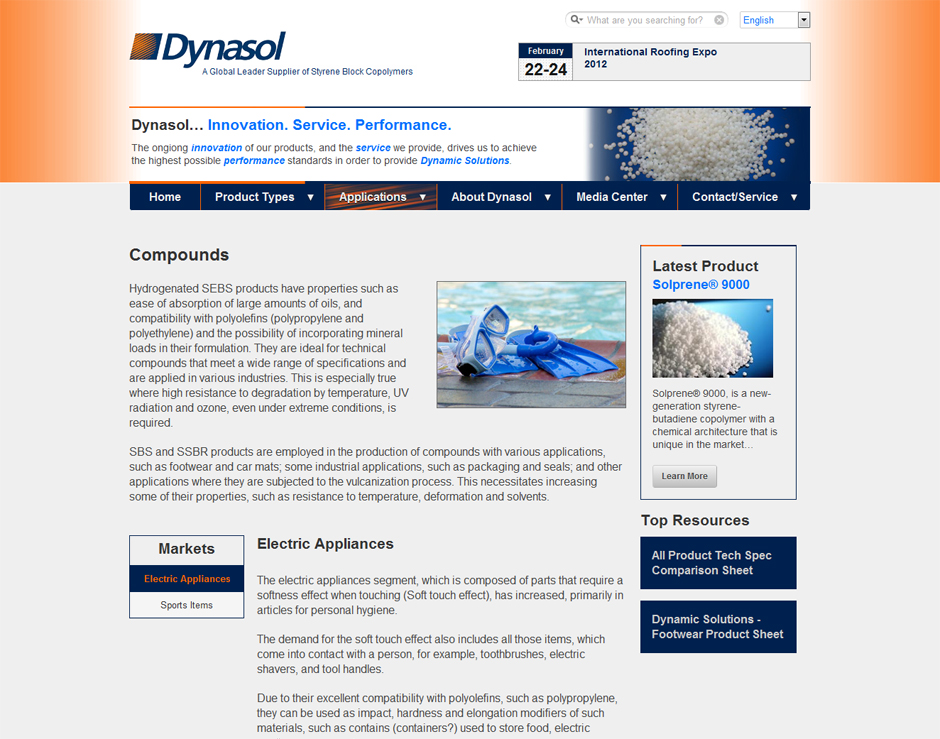 What are you searching for?
English
Dynasol
A Global Leader Supplier of Styrene Block Copolymers
February
22-24
International Roofing Expo
2012
Dynasol... Innovation. Service. Performance.
The ongiong innovation of our products, and the service we provide, drives us to achieve
the highest possible performance standards in order to provide Dynamic Solutions.
Home
Product Types ▼
Applications ▼
About Dynasol ▼
Media Center ▼
Contact/Service ▼
Compounds
Hydrogenated SEBS products have properties such as
ease of absorption of large amounts of oils, and
compatibility with polyolefins (polypropylene and
polyethylene) and the possibility of incorporating mineral
loads in their formulation. They are ideal for technical
compounds that meet a wide range of specifications and
are applied in various industries. This is especially true
where high resistance to degradation by temperature, UV
radiation and ozone, even under extreme conditions, is
required.
SBS and SSBR products are employed in the production of compounds with various applications,
such as footwear and car mats; some industrial applications, such as packaging and seals; and other
applications where they are subjected to the vulcanization process. This necessitates increasing
some of their properties, such as resistance to temperature, deformation and solvents.
Markets
Electric Appliances
Sports Items
Electric Appliances
The electric appliances segment, which is composed of parts that require a
softness effect when touching (Soft touch effect), has increased, primarily in
articles for personal hygiene.
The demand for the soft touch effect also includes all those items, which
come into contact with a person, for example, toothbrushes, electric
shavers, and tool handles.
Due to their excellent compatibility with polyolefins, such as polypropylene,
they can be used as impact, hardness and elongation modifiers of such
materials, such as contains (containers?) used to store food, electric
Latest Product
Solprene® 9000
Solprene® 9000, is a new-
generation styrene-
butadiene copolymer with a
chemical architecture that is
unique in the market...
Learn More
Top Resources
All Product Tech Spec
Comparison Sheet
Dynamic Solutions -
Footwear Product Sheet